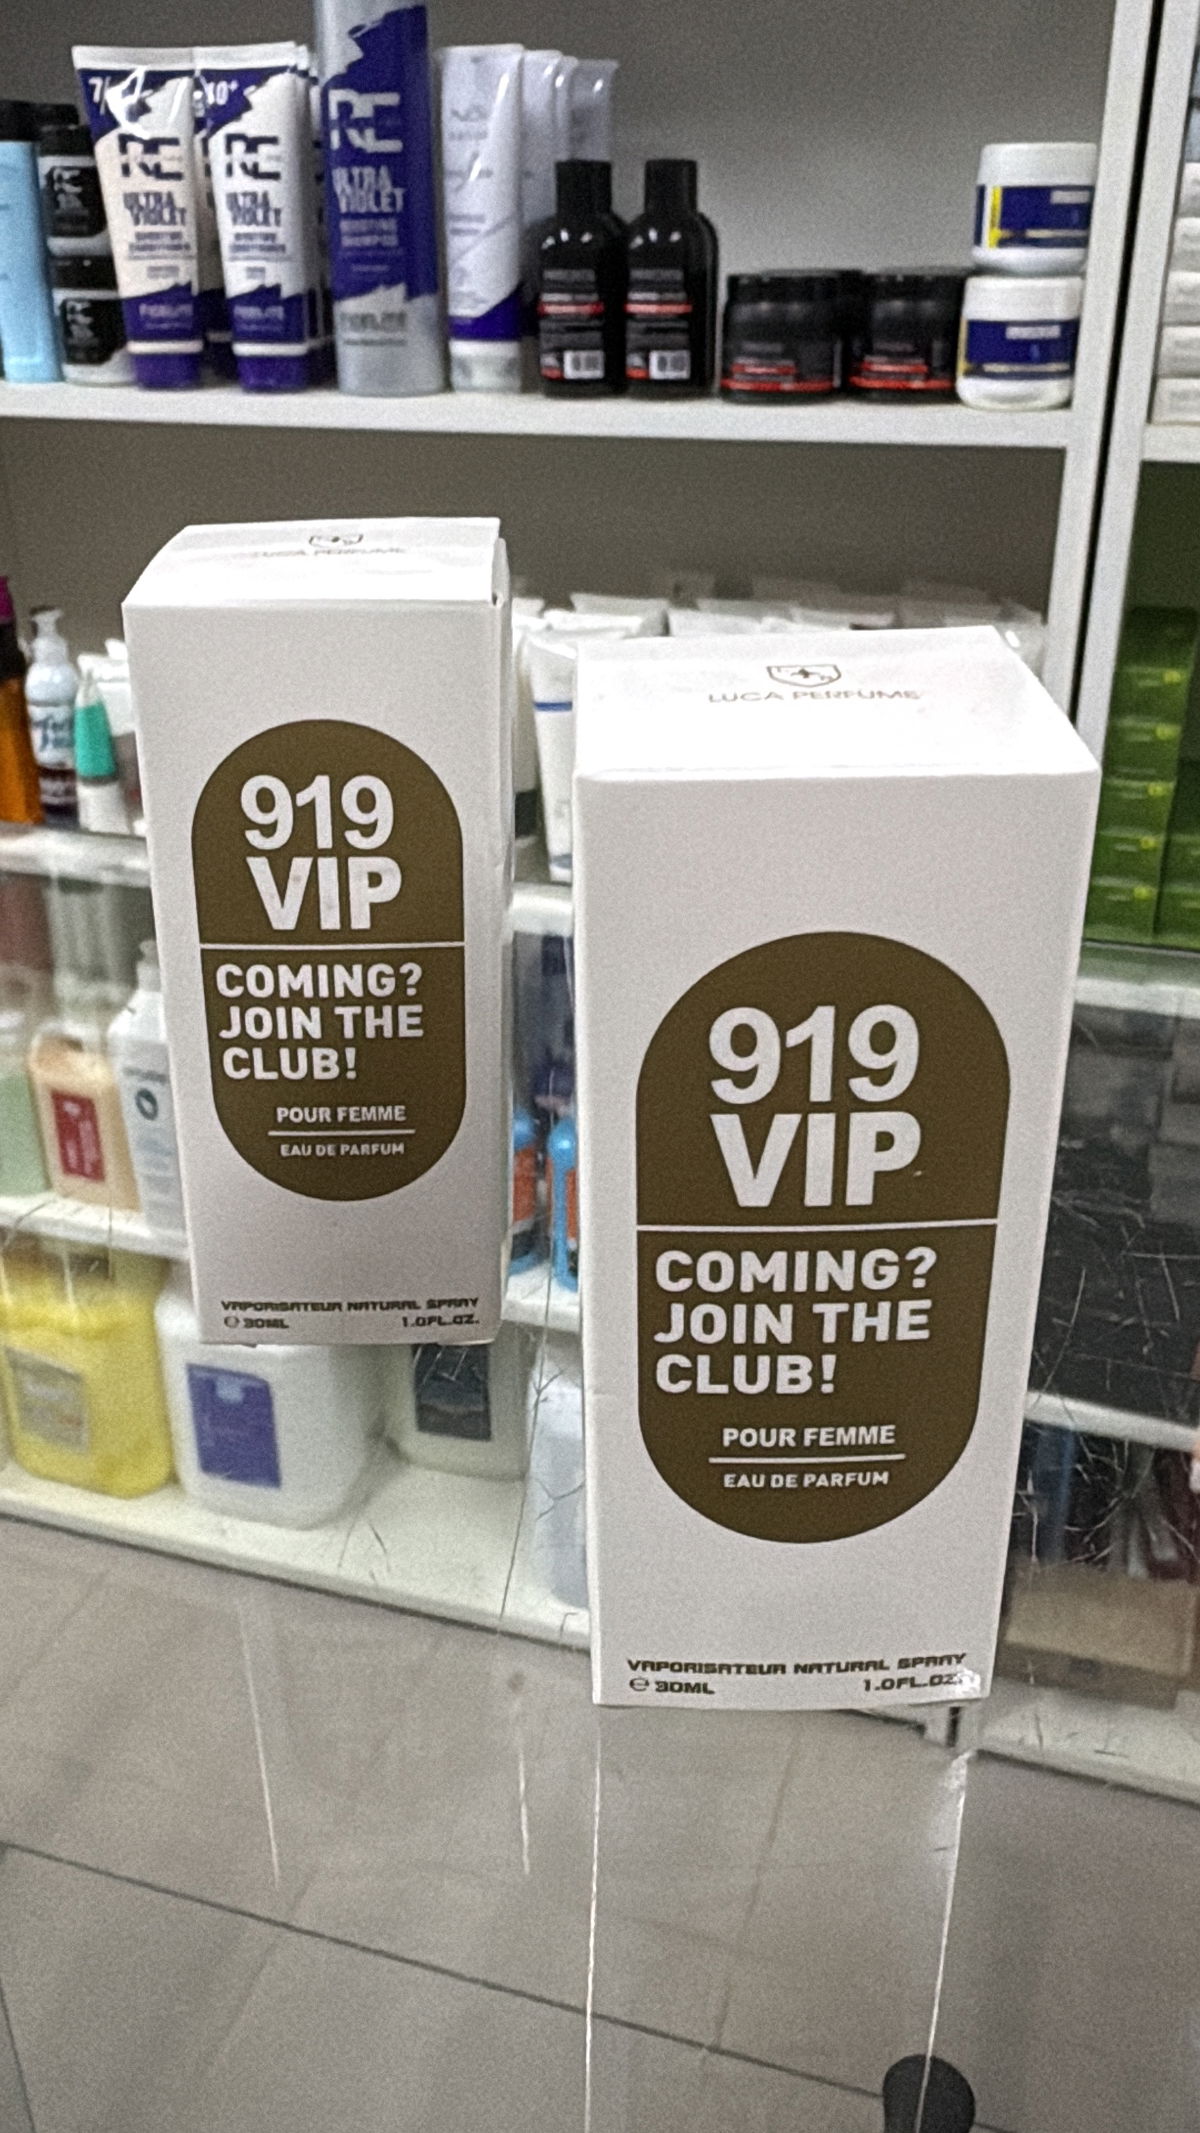 RE
ULTRA
VIOLET
RE
ULTRA
VIOLET
RE
ULTRA
VIOLET
SHAMPOO
LUCA PERFUME
919
VIP
COMING?
JOIN THE
CLUB!
POUR FEMME
EAU DE PARFUM
VAPORISATEUR NATURAL SPRAY
e 30ML 1.0FL.OZ.
LUCA PERFUME
919
VIP
COMING?
JOIN THE
CLUB!
POUR FEMME
EAU DE PARFUM
VAPORISATEUR NATURAL SPRAY
e 30ML 1.0FL.OZ.